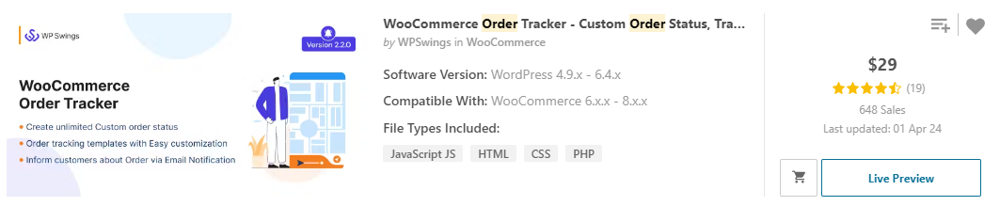 WP Swings
Version 2.2.0
WooCommerce
Order Tracker
Create unlimited Custom order status
Order tracking templates with Easy customization
Inform customers about Order via Email Notification
WooCommerce Order Tracker - Custom Order Status, Tra...
by WPSwings in WooCommerce
Software Version: WordPress 4.9.x - 6.4.x
Compatible With: WooCommerce 6.x.x - 8.x.x
File Types Included:
JavaScript JS HTML CSS PHP
$29
(19)
648 Sales
Last updated: 01 Apr 24
Live Preview